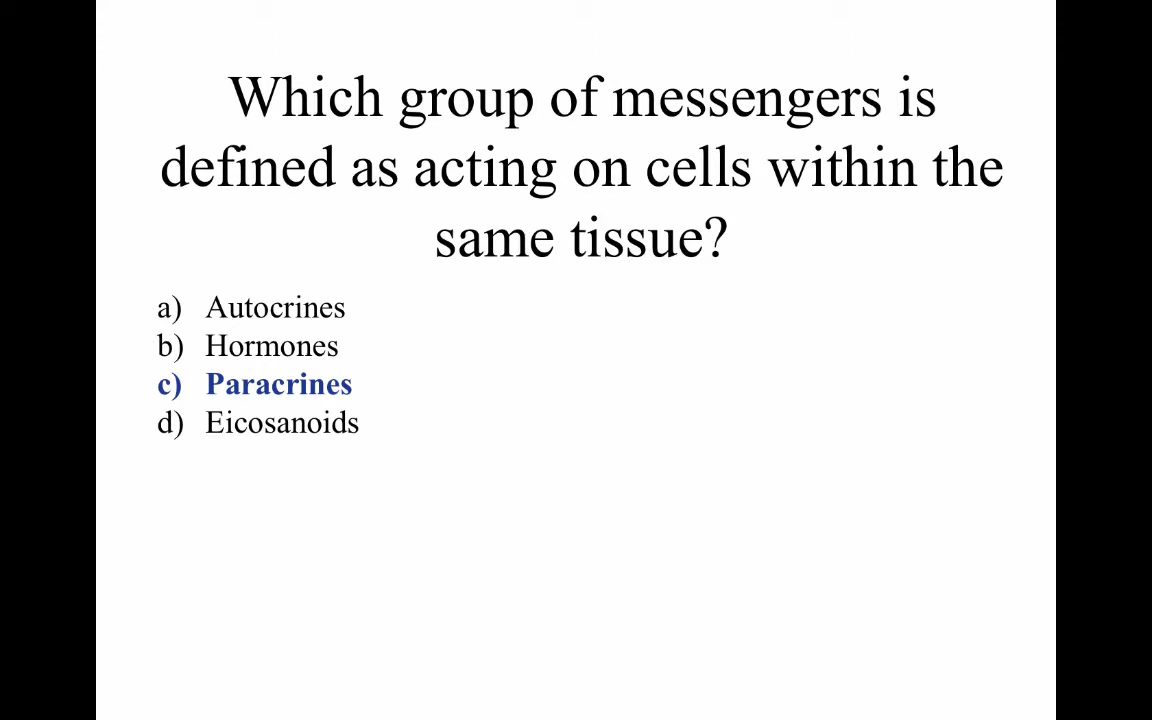 Which group of messengers is
defined as acting on cells within the
same tissue?
a) Autocrines
b) Hormones
c) Paracrines
d) Eicosanoids